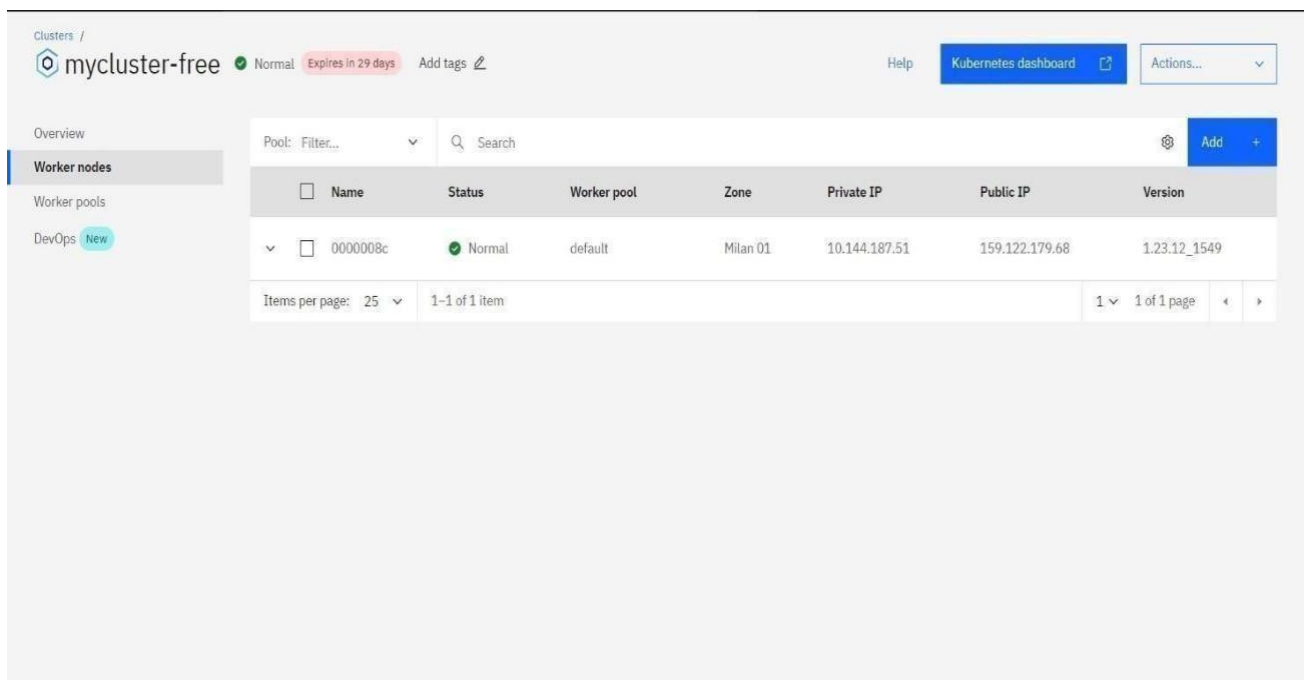 Clusters /
mycluster-free Normal Expires in 29 days Add tags Help Kubernetes dashboard Actions...
Overview
Worker nodes
Worker pools
DevOps New
Pool: Filter... Search Add +
Name Status Worker pool Zone Private IP Public IP Version
0000008c Normal default Milan 01 10.144.187.51 159.122.179.68 1.23.12_1549
Items per page: 25 1–1 of 1 item 1 1 of 1 page